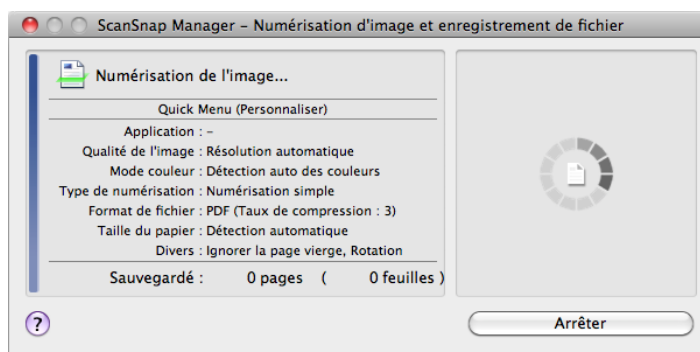 ScanSnap Manager – Numérisation d'image et enregistrement de fichier
Numérisation de l'image...
Quick Menu (Personnaliser)
Application : –
Qualité de l'image : Résolution automatique
Mode couleur : Détection auto des couleurs
Type de numérisation : Numérisation simple
Format de fichier : PDF (Taux de compression : 3)
Taille du papier : Détection automatique
Divers : Ignorer la page vierge, Rotation
Sauvegardé : 0 pages ( 0 feuilles )
?
Arrêter